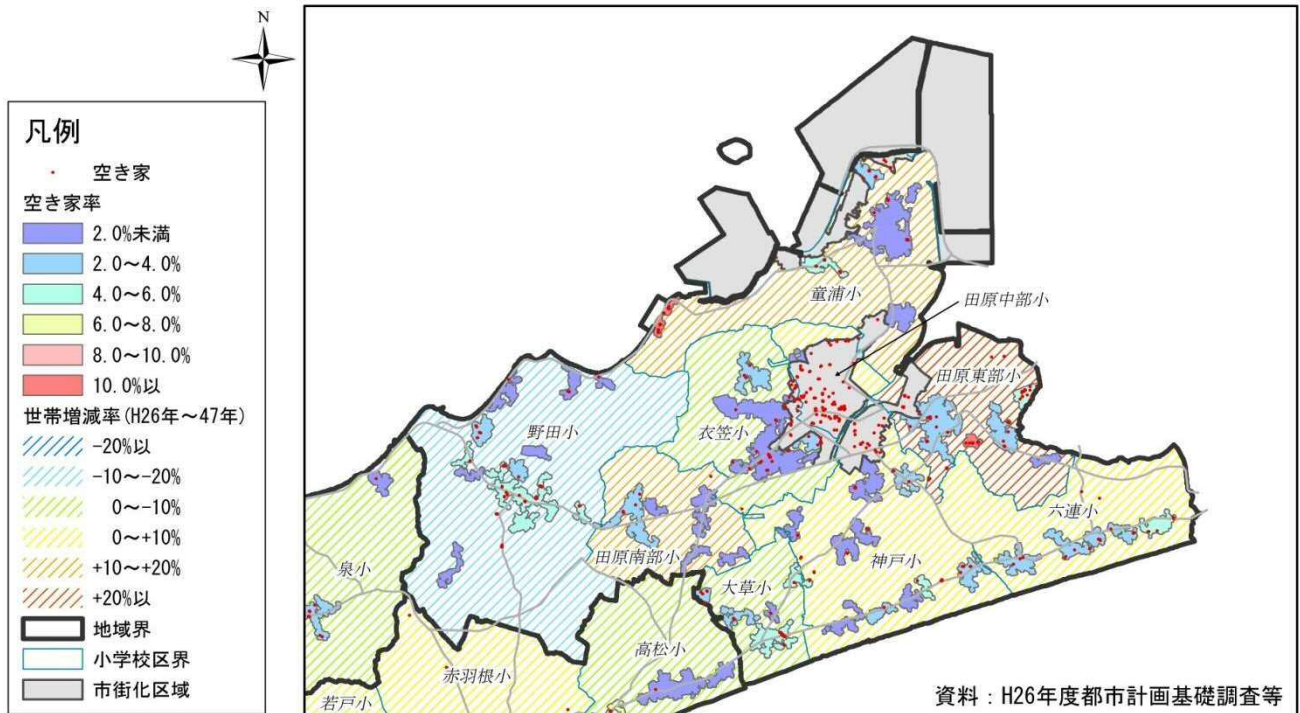 N
凡例
空き家
空き家率
2.0%未満
2.0～4.0%
4.0～6.0%
6.0～8.0%
8.0～10.0%
10.0%以
世帯増減率(H26年～47年)
-20%以
-10～-20%
0～-10%
0～+10%
+10～+20%
+20%以
地域界
小学校区界
市街化区域
童浦小
田原中部小
田原東部小
野田小
衣笠小
六連小
田原南部小
神戸小
泉小
大草小
高松小
赤羽根小
若戸小
資料：H26年度都市計画基礎調査等